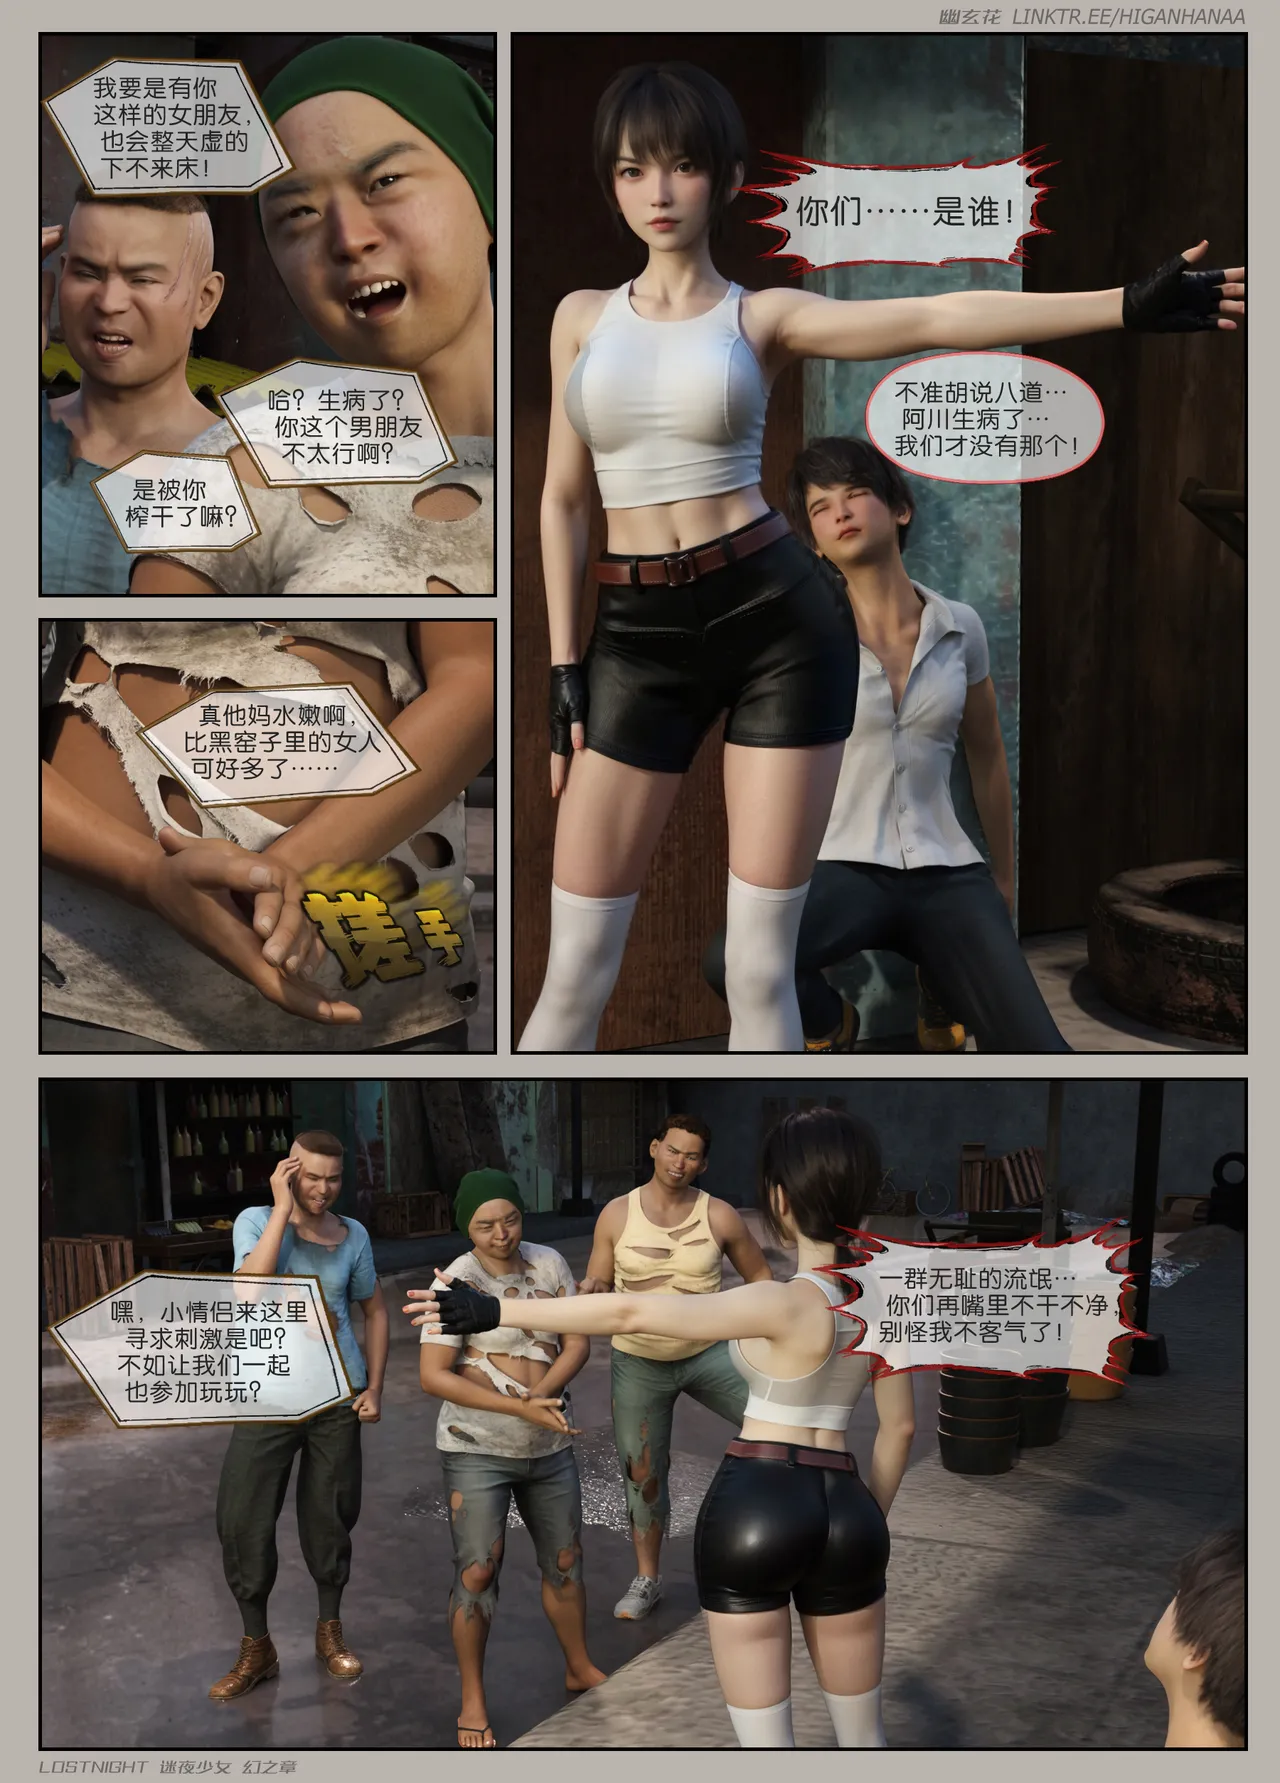 幽玄花 LINKTR.EE/HIGANHANAA
我要是有你
这样的女朋友，
也会整天虚的
下不来床！
哈？生病了？
你这个男朋友
不太行啊？
是被你
榨干了嘛？
你们……是谁！
不准胡说八道…
阿川生病了…
我们才没有那个！
真他妈水嫩啊，
比黑窑子里的女人
可好多了……
搓手
嘿，小情侣来这里
寻求刺激是吧？
不如让我们一起
也参加玩玩？
一群无耻的流氓…
你们再嘴里不干不净，
别怪我不客气了！
LOSTNIGHT 迷夜少女 幻之章